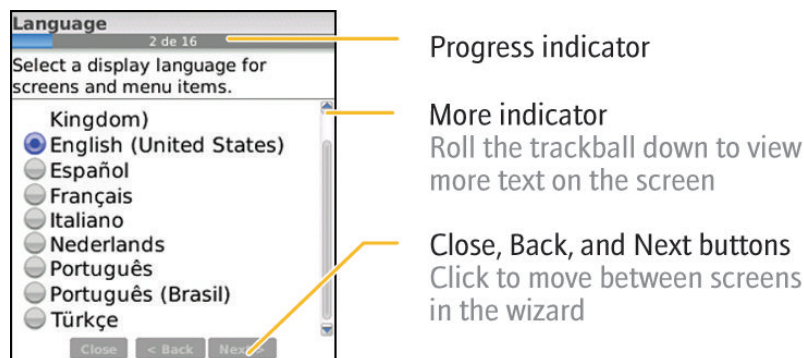 Language
2 de 16
Select a display language for
screens and menu items.
Kingdom)
English (United States)
Español
Français
Italiano
Nederlands
Português
Português (Brasil)
Türkçe
Close
< Back
Next >
Progress indicator
More indicator
Roll the trackball down to view
more text on the screen
Close, Back, and Next buttons
Click to move between screens
in the wizard